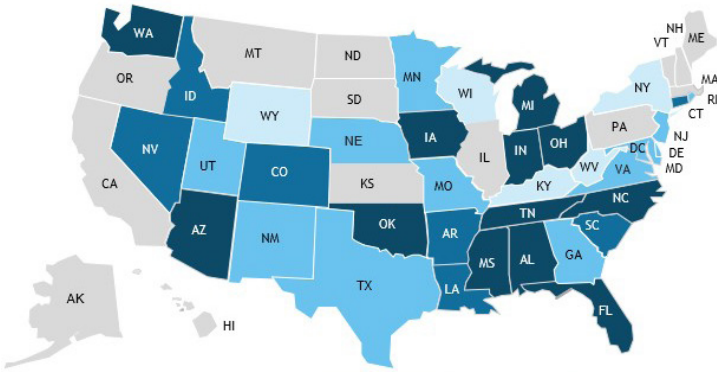 WA
MT
ND
MN
NH
VT
ME
OR
ID
SD
WI
MI
NY
MA
RI
CT
WY
IA
PA
NJ
NV
NE
IL
IN
OH
DE
MD
DC
UT
CO
WV
VA
CA
KS
MO
KY
NC
AZ
OK
TN
SC
NM
AR
MS
AL
GA
TX
LA
FL
AK
HI